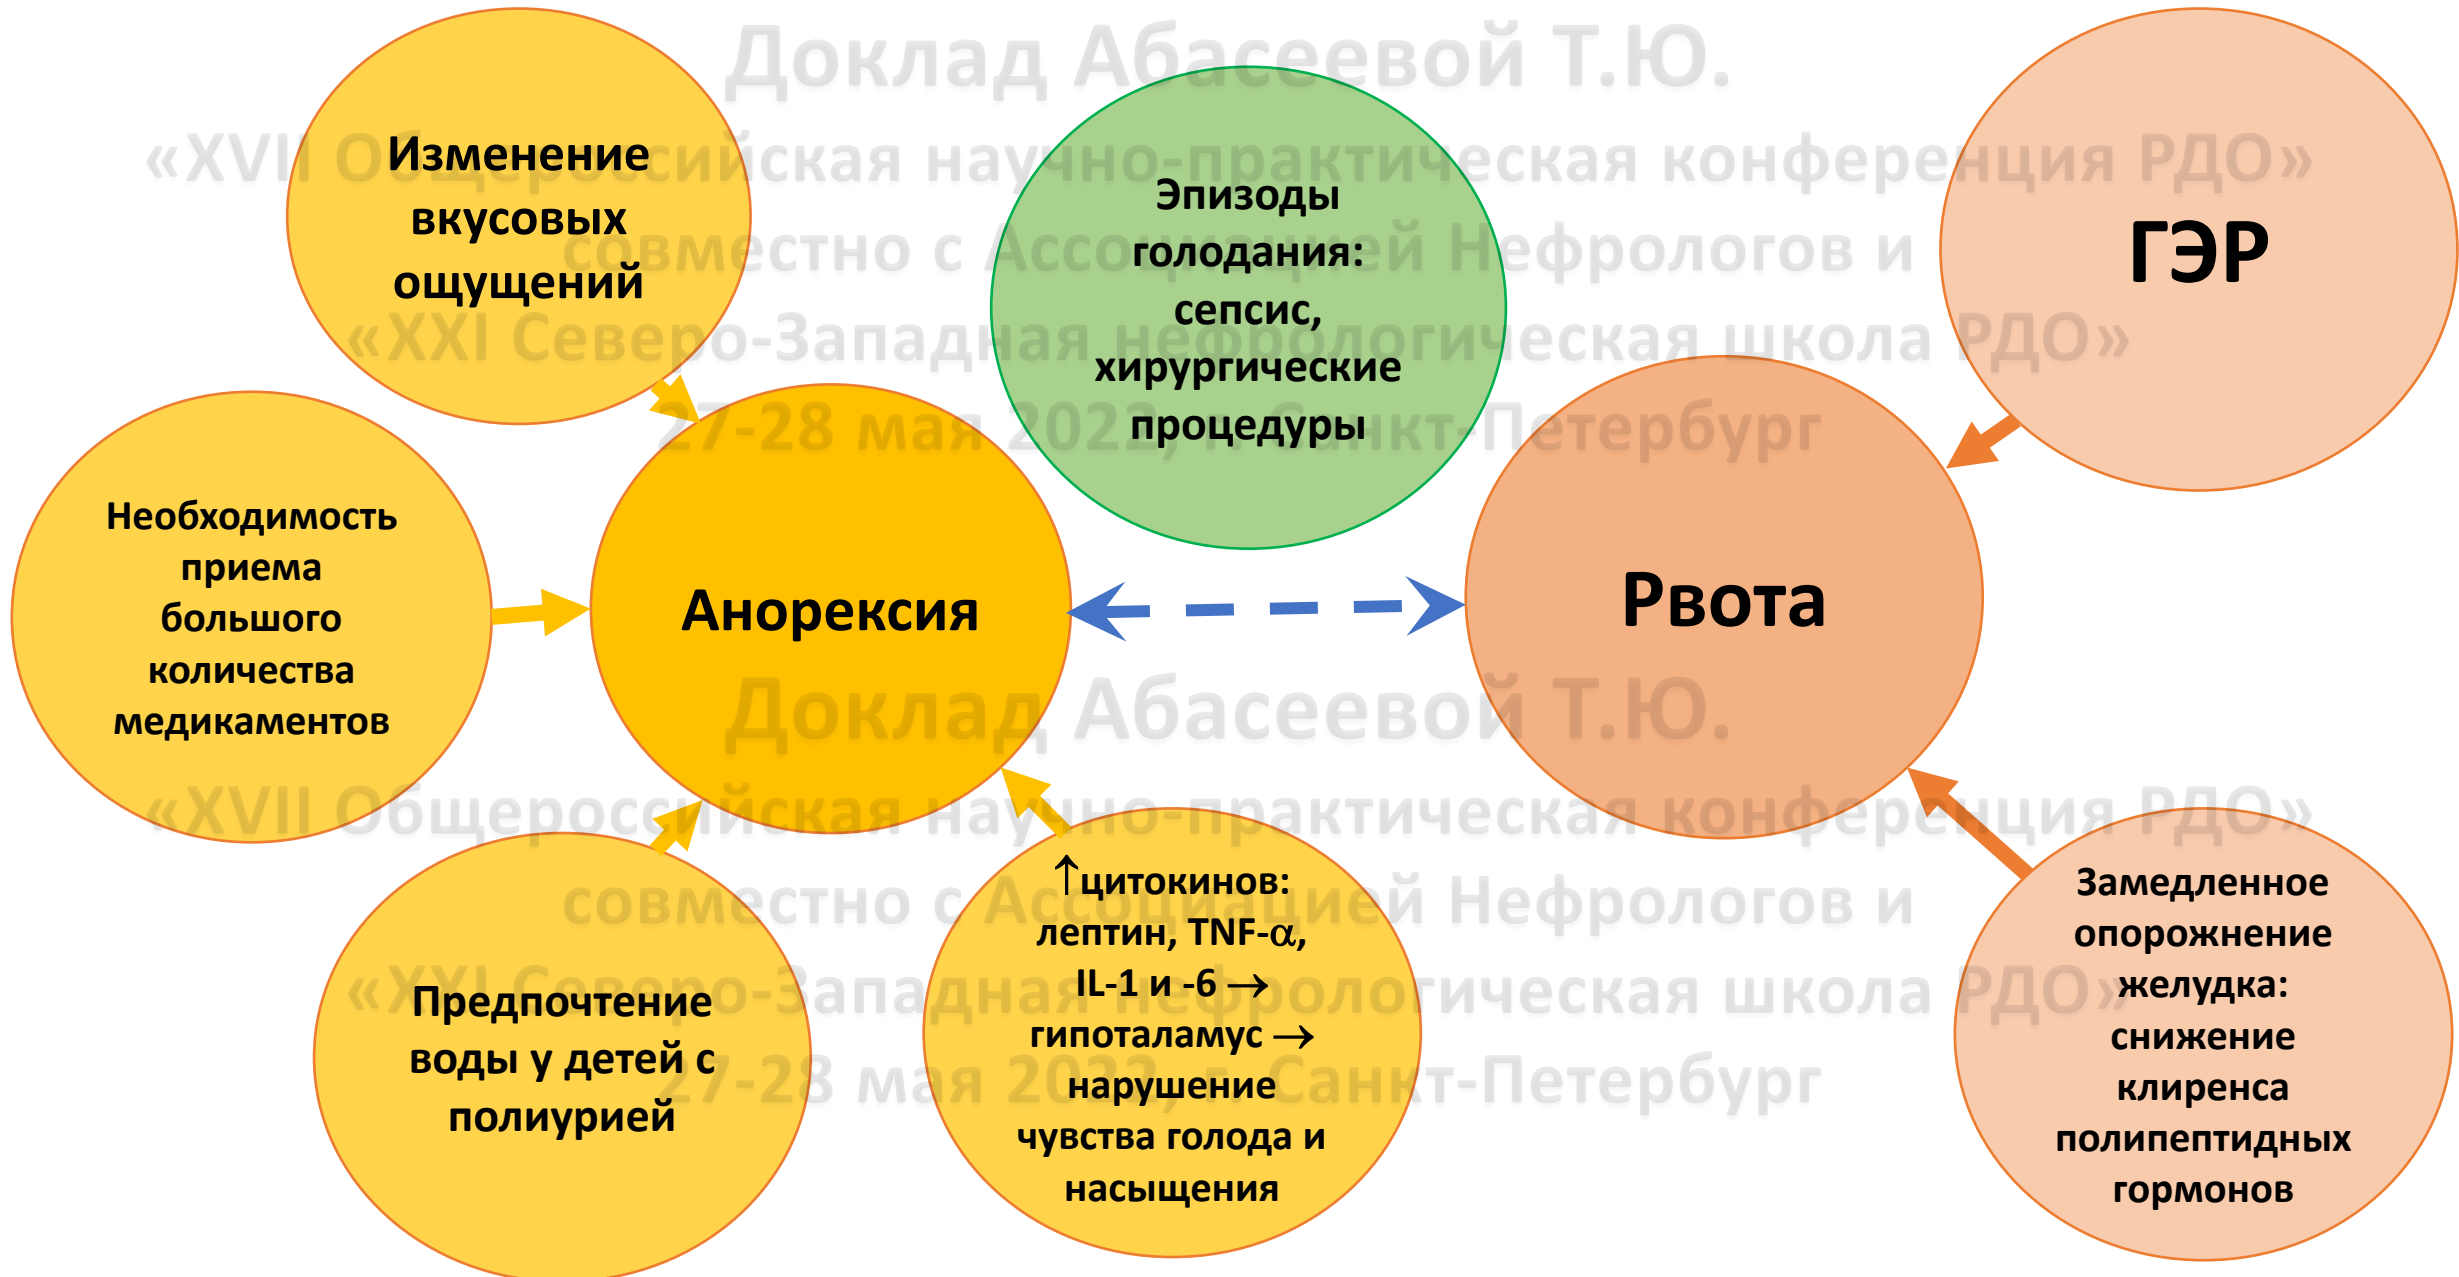 Доклад Абасеевой Т.Ю.
«XVII Общероссийская научно-практическая конференция РДО»
совместно с Ассоциацией Нефрологов и
«XXI Северо-Западная нефрологическая школа РДО»
27-28 мая 2022, г. Санкт-Петербург
Изменение
вкусовых
ощущений
Эпизоды
голодания:
сепсис,
хирургические
процедуры
ГЭР
Необходимость
приема
большого
количества
медикаментов
Анорексия
Рвота
Доклад Абасеевой Т.Ю.
«XVII Общероссийская научно-практическая конференция РДО»
совместно с Ассоциацией Нефрологов и
«XXI Северо-Западная нефрологическая школа РДО»
27-28 мая 2022, г. Санкт-Петербург
Предпочтение
воды у детей с
полиурией
↑цитокинов:
лептин, TNF-α,
IL-1 и -6 →
гипоталамус →
нарушение
чувства голода и
насыщения
Замедленное
опорожнение
желудка:
снижение
клиренса
полипептидных
гормонов